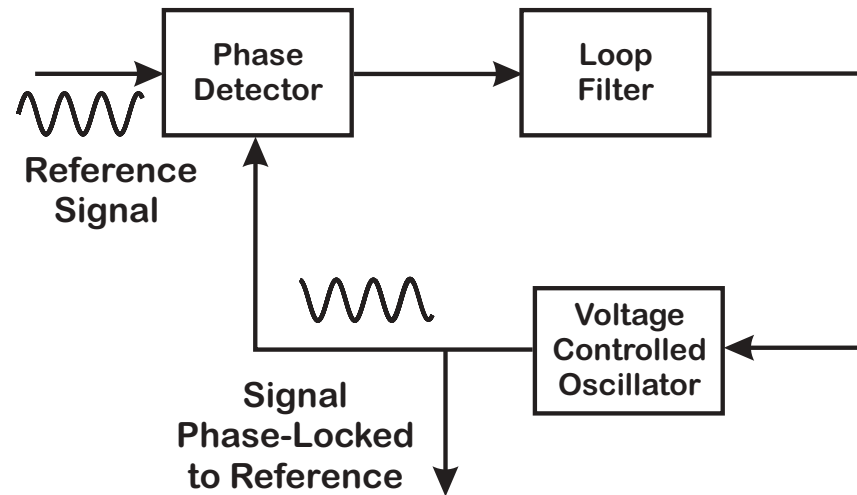 Phase
Detector
Loop
Filter
Reference
Signal
Voltage
Controlled
Oscillator
Signal
Phase-Locked
to Reference